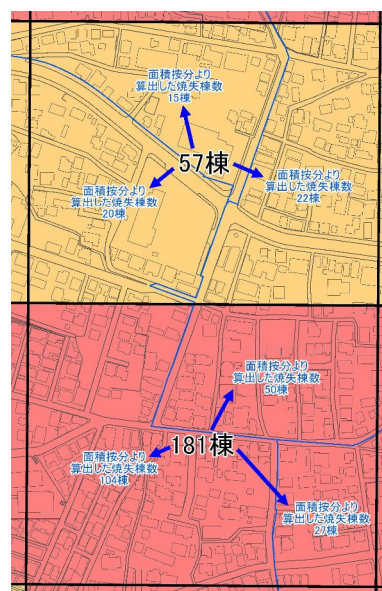 面積按分より
算出した焼失棟数
15棟
57棟
面積按分より
算出した焼失棟数
22棟
面積按分より
算出した焼失棟数
20棟
面積按分より
算出した焼失棟数
50棟
181棟
面積按分より
算出した焼失棟数
104棟
面積按分より
算出した焼失棟数
27棟